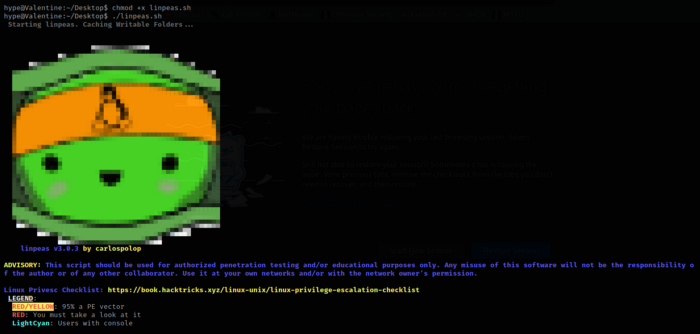 hype@Valentine:~/Desktop$ chmod +x linpeas.sh
hype@Valentine:~/Desktop$ ./linpeas.sh
Starting linpeas. Caching Writable Folders...
linpeas v3.0.3 by carlospolop
ADVISORY: This script should be used for authorized penetration testing and/or educational purposes only. Any misuse of this software will not be the responsibility o
f the author or of any other collaborator. Use it at your own networks and/or with the network owner's permission.
Linux Privesc Checklist: https://book.hacktricks.xyz/linux-unix/linux-privilege-escalation-checklist
LEGEND:
RED/YELLOW: 95% a PE vector
RED: You must take a look at it
LightCyan: Users with console